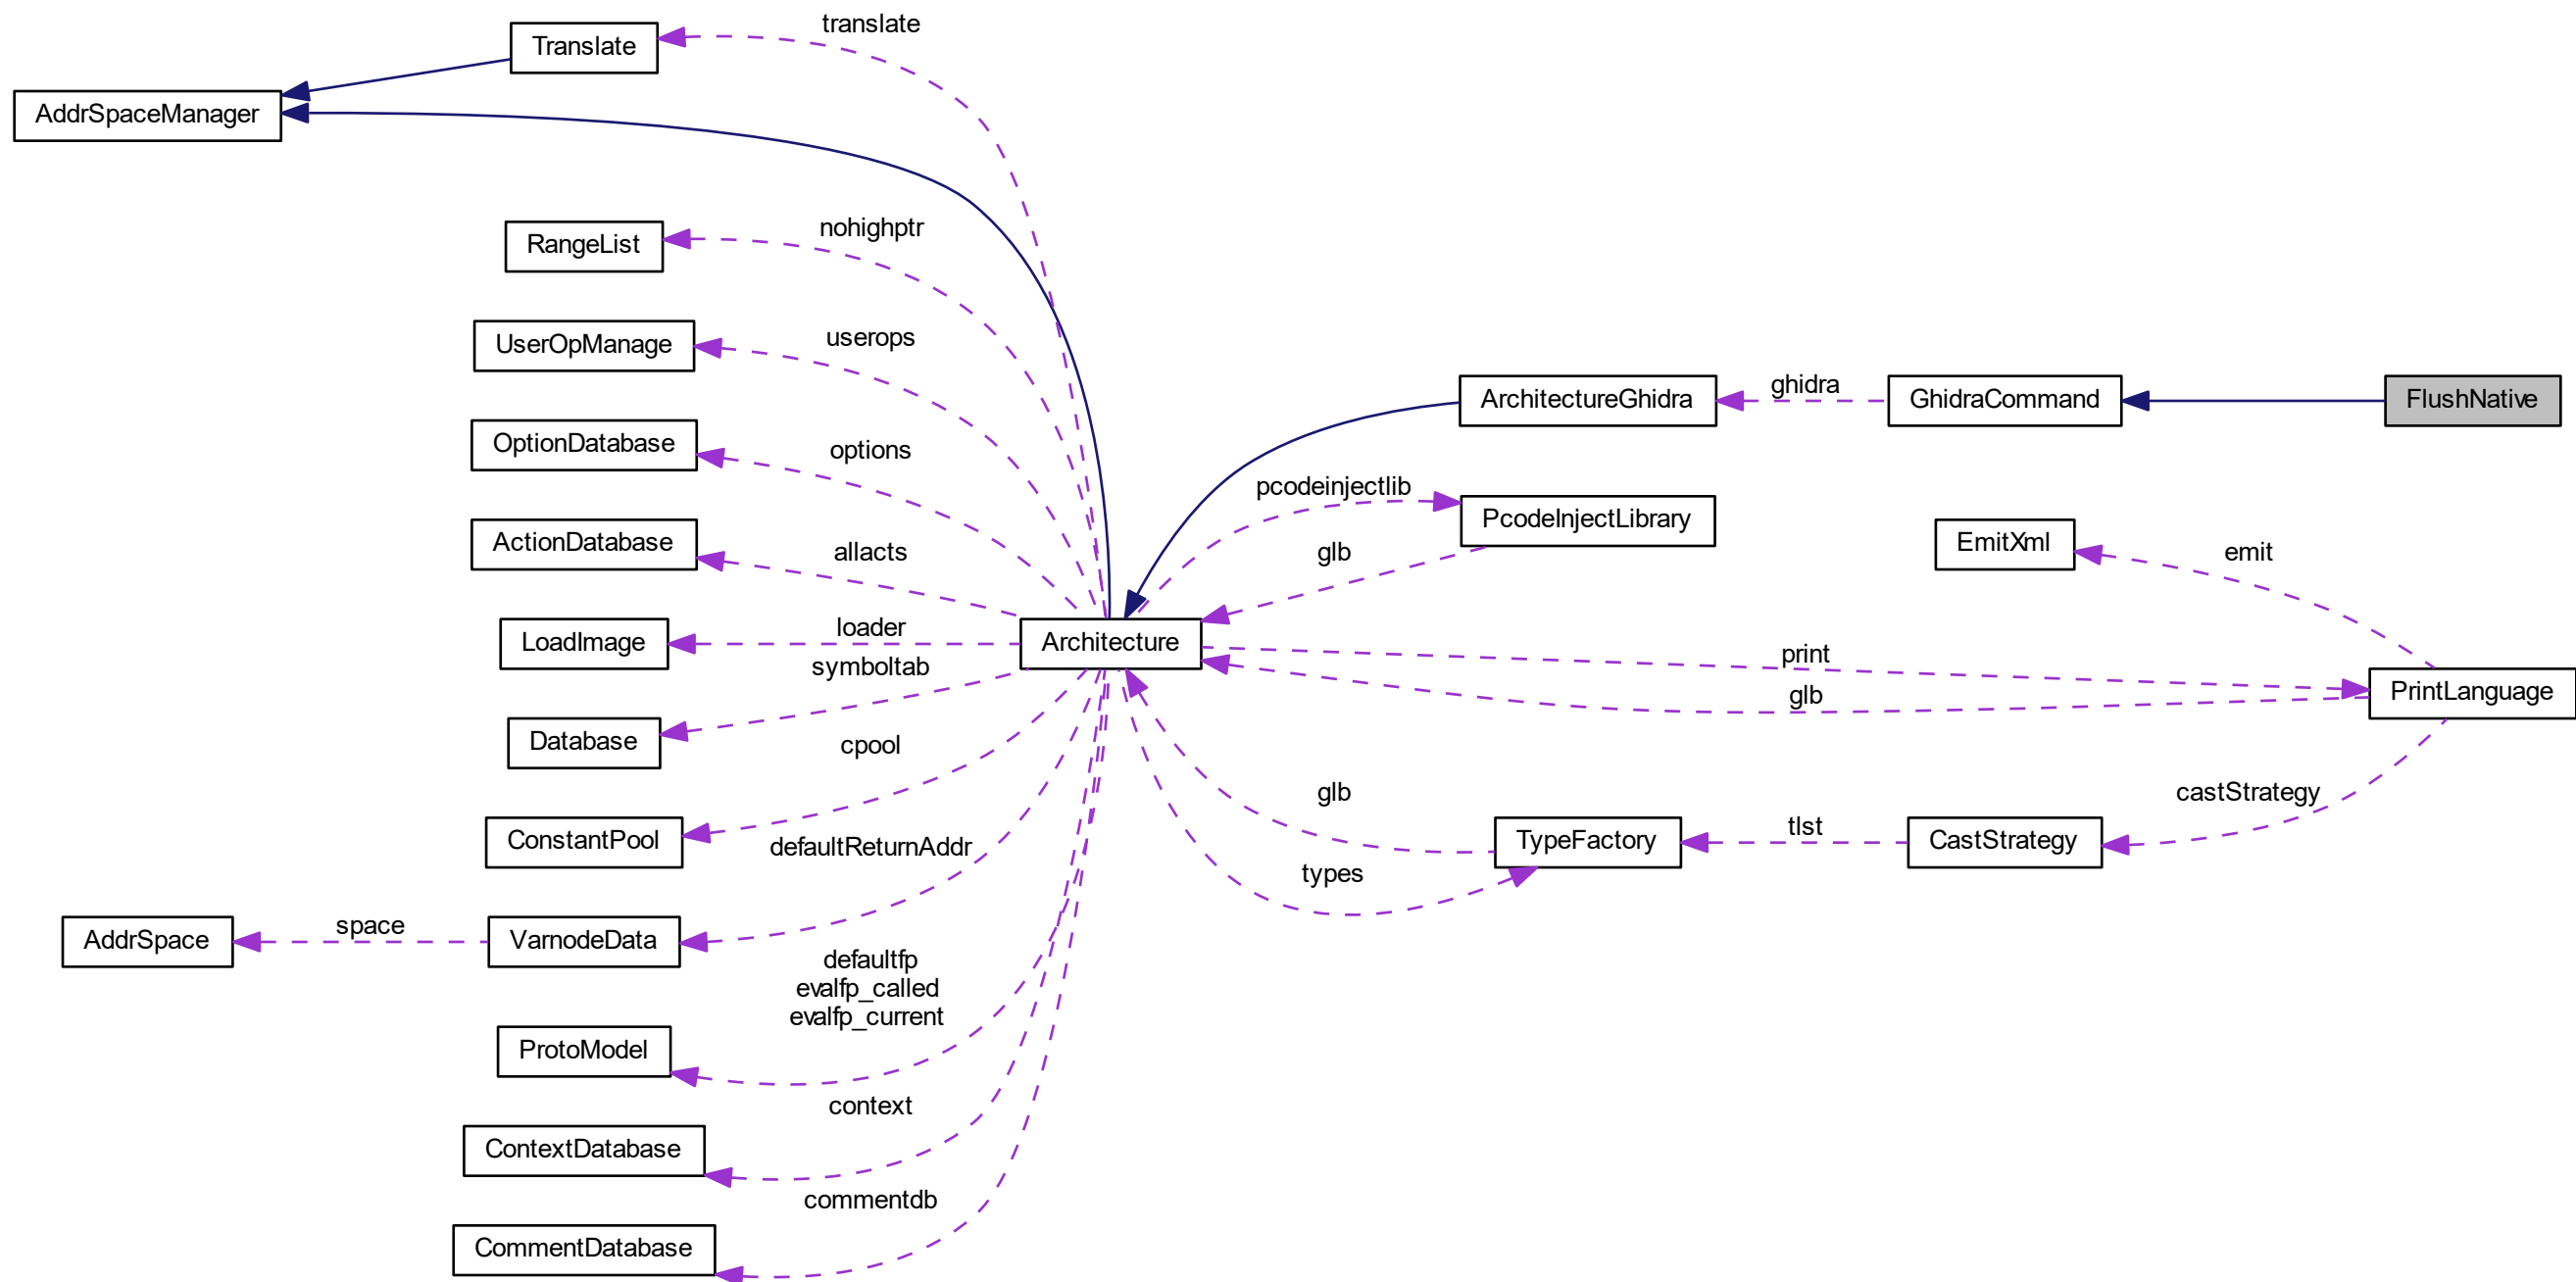 translate
Translate
AddrSpaceManager
nohighptr
RangeList
userops
UserOpManage
ghidra
ArchitectureGhidra
GhidraCommand
FlushNative
options
OptionDatabase
pcodeinjectlib
PcodeInjectLibrary
allacts
ActionDatabase
glb
EmitXml
emit
loader
LoadImage
Architecture
symboltab
print
PrintLanguage
glb
Database
cpool
glb
castStrategy
ConstantPool
defaultReturnAddr
types
TypeFactory
tlst
CastStrategy
AddrSpace
space
VarnodeData
defaultfp
evalfp_called
evalfp_current
ProtoModel
context
ContextDatabase
commentdb
CommentDatabase